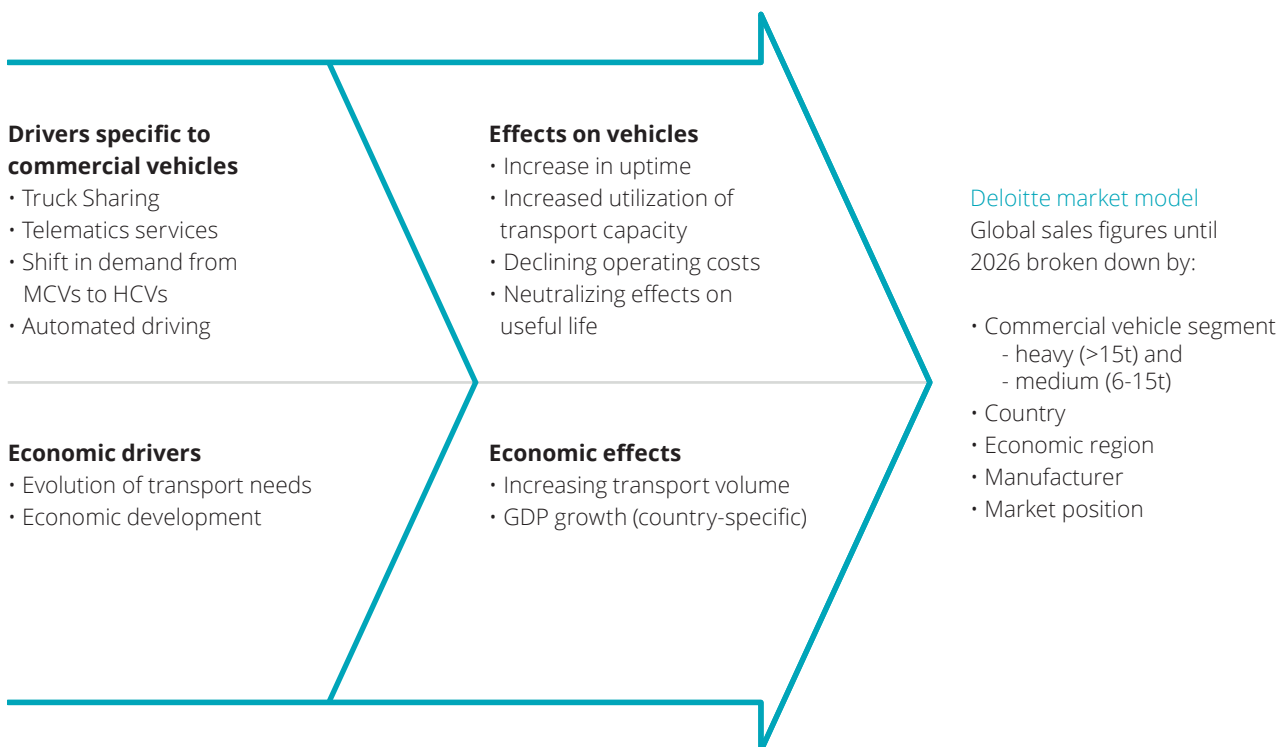 Drivers specific to
commercial vehicles
• Truck Sharing
• Telematics services
• Shift in demand from
MCVs to HCVs
• Automated driving
Economic drivers
• Evolution of transport needs
• Economic development
Effects on vehicles
• Increase in uptime
• Increased utilization of
transport capacity
• Declining operating costs
• Neutralizing effects on
useful life
Economic effects
• Increasing transport volume
• GDP growth (country-specific)
Deloitte market model
Global sales figures until
2026 broken down by:
• Commercial vehicle segment
- heavy (>15t) and
- medium (6-15t)
• Country
• Economic region
• Manufacturer
• Market position